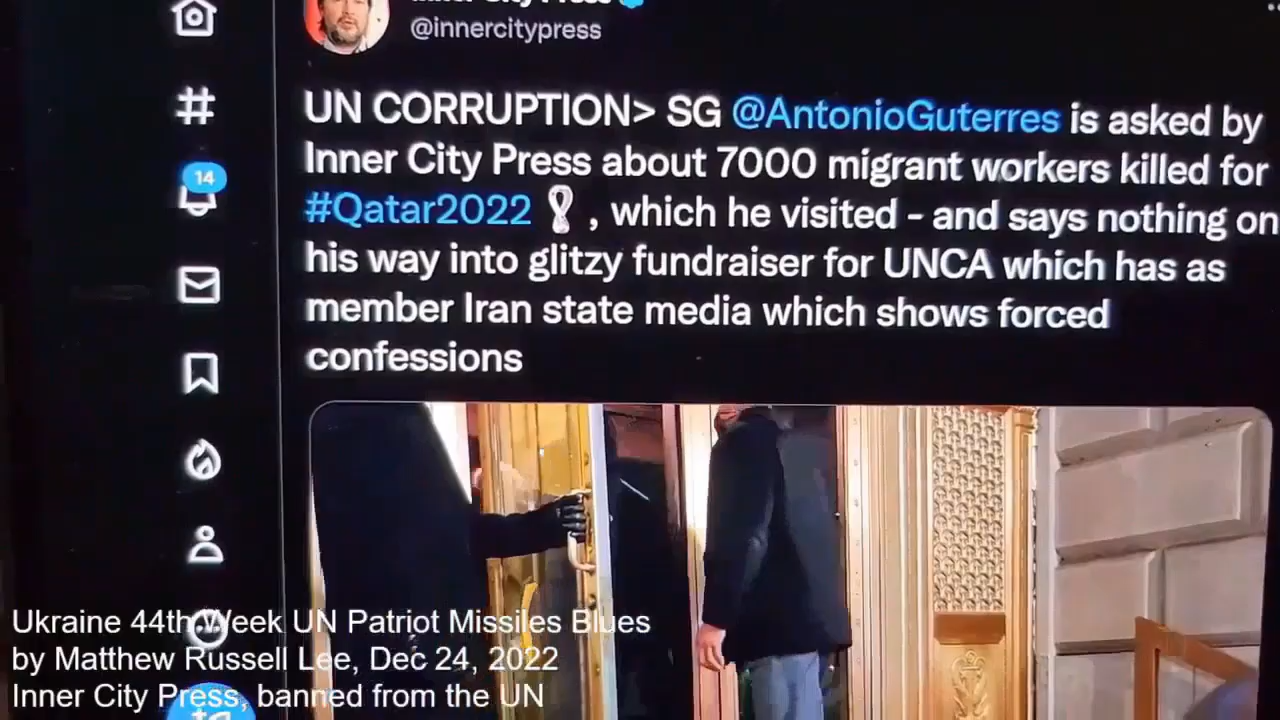 @innercitypress
UN CORRUPTION> SG @AntonioGuterres is asked by
Inner City Press about 7000 migrant workers killed for
#Qatar2022 , which he visited - and says nothing on
his way into glitzy fundraiser for UNCA which has as
member Iran state media which shows forced
confessions
14
Ukraine 44th Week UN Patriot Missiles Blues
by Matthew Russell Lee, Dec 24, 2022
Inner City Press, banned from the UN